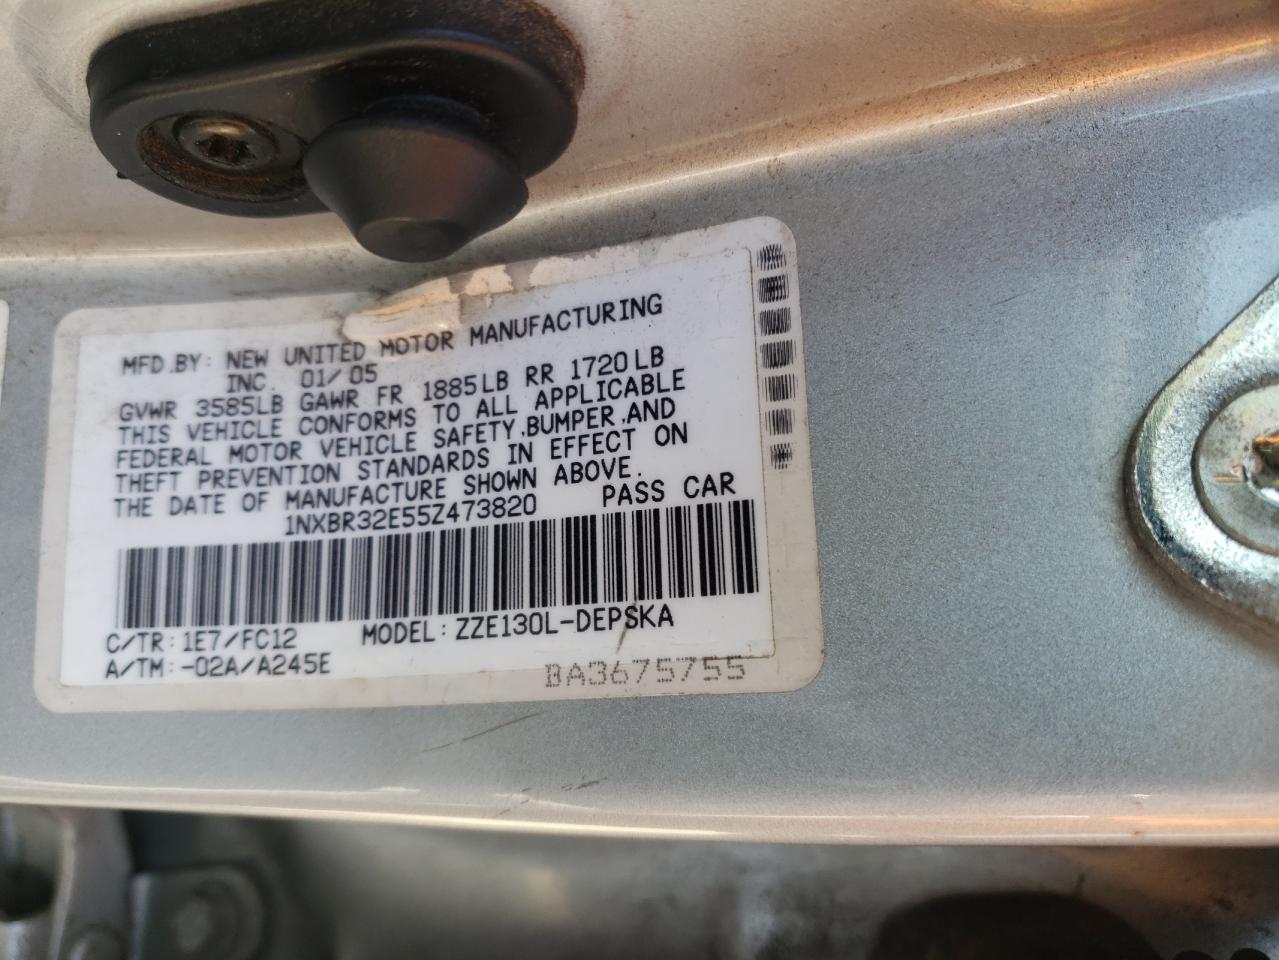 MFD.BY: NEW UNITED MOTOR MANUFACTURING
INC. 01/05
GVWR 3585LB GAWR FR 1885LB RR 1720LB
THIS VEHICLE CONFORMS TO ALL APPLICABLE
FEDERAL MOTOR VEHICLE SAFETY,BUMPER,AND
THEFT PREVENTION STANDARDS IN EFFECT ON
THE DATE OF MANUFACTURE SHOWN ABOVE.
1NXBR32E55Z473820 PASS CAR
C/TR: 1E7/FC12 MODEL: ZZE130L-DEPSKA
A/TM: -02A/A245E
BA3675755